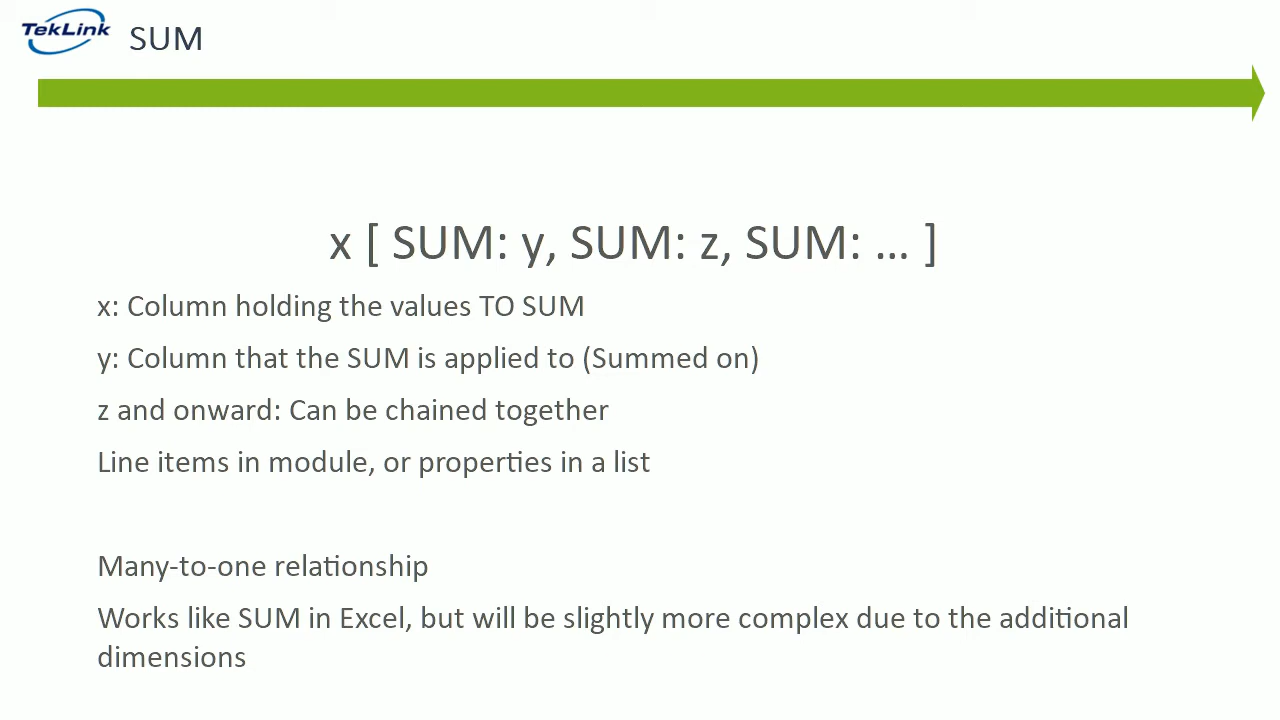 TekLink
SUM
x [ SUM: y, SUM: z, SUM: … ]
x: Column holding the values TO SUM
y: Column that the SUM is applied to (Summed on)
z and onward: Can be chained together
Line items in module, or properties in a list
Many-to-one relationship
Works like SUM in Excel, but will be slightly more complex due to the additional
dimensions